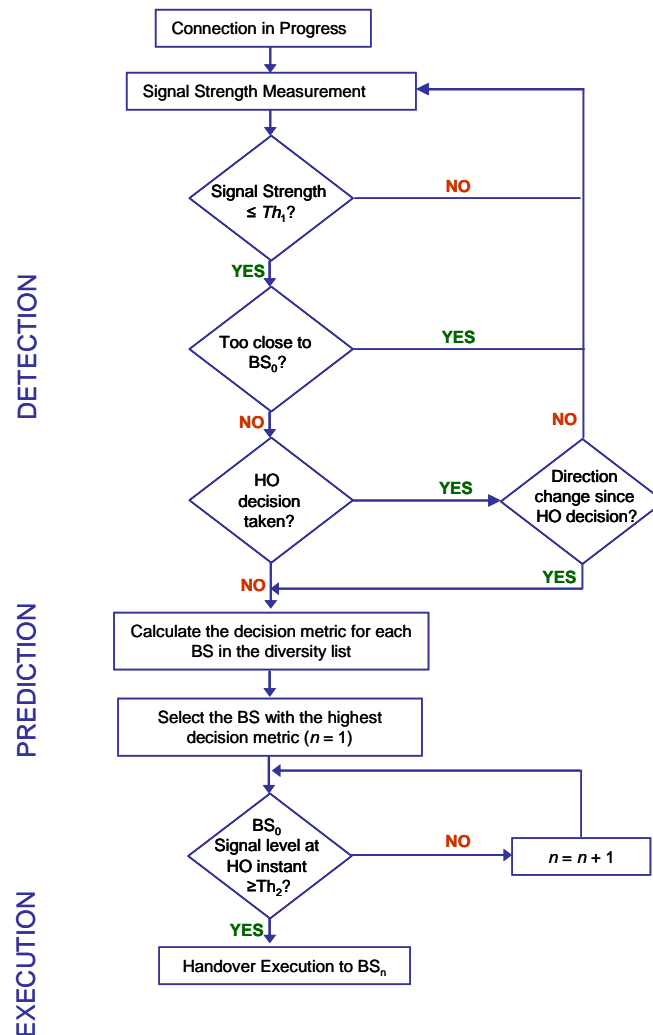 Connection in Progress
Signal Strength Measurement
Signal Strength
≤ Th₁?
NO
YES
Too close to
BS₀?
YES
NO
NO
HO
decision
taken?
YES
Direction
change since
HO decision?
NO
YES
DETECTION
Calculate the decision metric for each
BS in the diversity list
Select the BS with the highest
decision metric (n = 1)
PREDICTION
BS₀
Signal level at
HO instant
≥Th₂?
NO
n = n + 1
YES
Handover Execution to BSₙ
EXECUTION